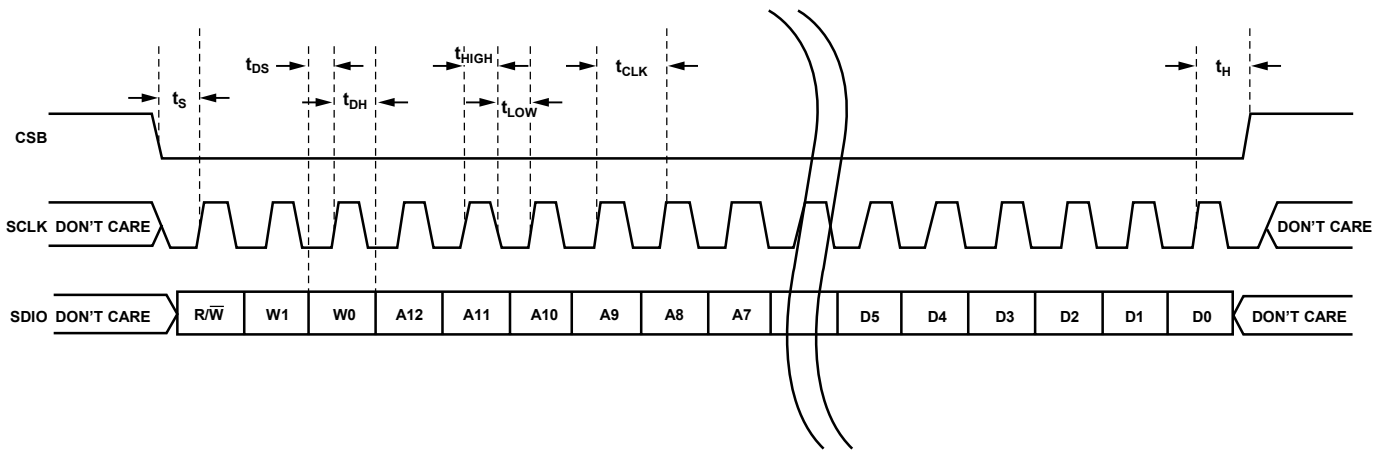 tHIGH
tDS
tCLK
tH
tS
tDH
tLOW
CSB
SCLK DON'T CARE
DON'T CARE
SDIO DON'T CARE
R/W̅
W1
W0
A12
A11
A10
A9
A8
A7
D5
D4
D3
D2
D1
D0
DON'T CARE